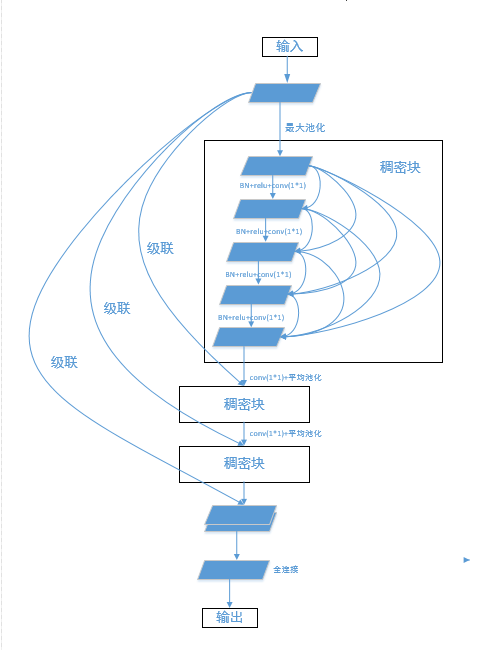 输入
最大池化
稠密块
BN+relu+conv(1*1)
BN+relu+conv(1*1)
级联
BN+relu+conv(1*1)
级联
BN+relu+conv(1*1)
级联
conv(1*1)+平均池化
稠密块
conv(1*1)+平均池化
稠密块
全连接
输出